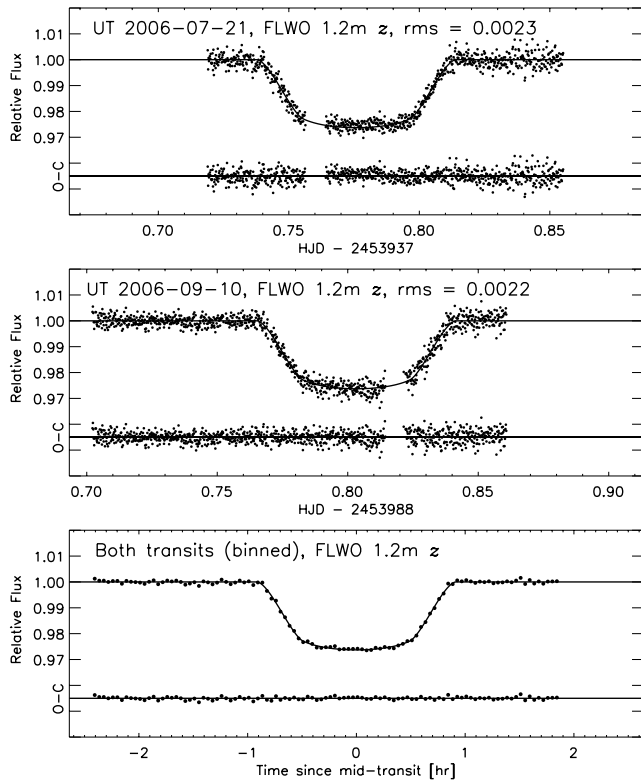 UT 2006-07-21, FLWO 1.2m z, rms = 0.0023
1.01
1.00
0.99
0.98
0.97
Relative Flux
O-C
0.70
0.75
0.80
0.85
HJD - 2453937
UT 2006-09-10, FLWO 1.2m z, rms = 0.0022
1.01
1.00
0.99
0.98
0.97
Relative Flux
O-C
0.70
0.75
0.80
0.85
0.90
HJD - 2453988
Both transits (binned), FLWO 1.2m z
1.01
1.00
0.99
0.98
0.97
Relative Flux
O-C
-2
-1
0
1
2
Time since mid-transit [hr]